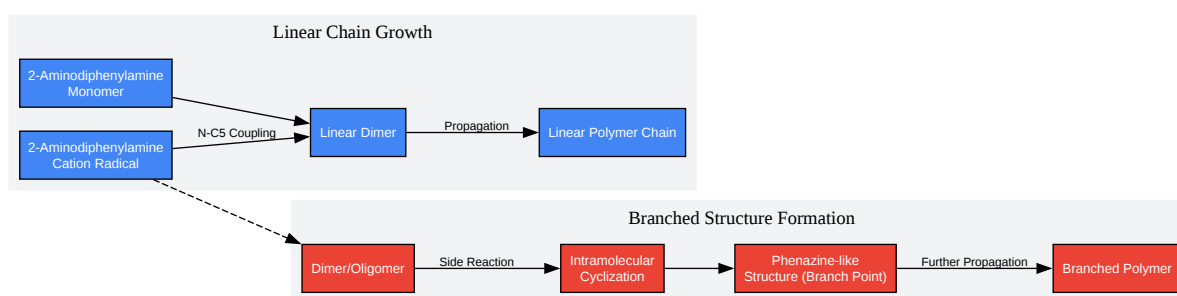 Linear Chain Growth
2-Aminodiphenylamine
Monomer
2-Aminodiphenylamine
Cation Radical
N-C5 Coupling
Linear Dimer
Propagation
Linear Polymer Chain
Branched Structure Formation
Dimer/Oligomer
Side Reaction
Intramolecular
Cyclization
Phenazine-like
Structure (Branch Point)
Further Propagation
Branched Polymer